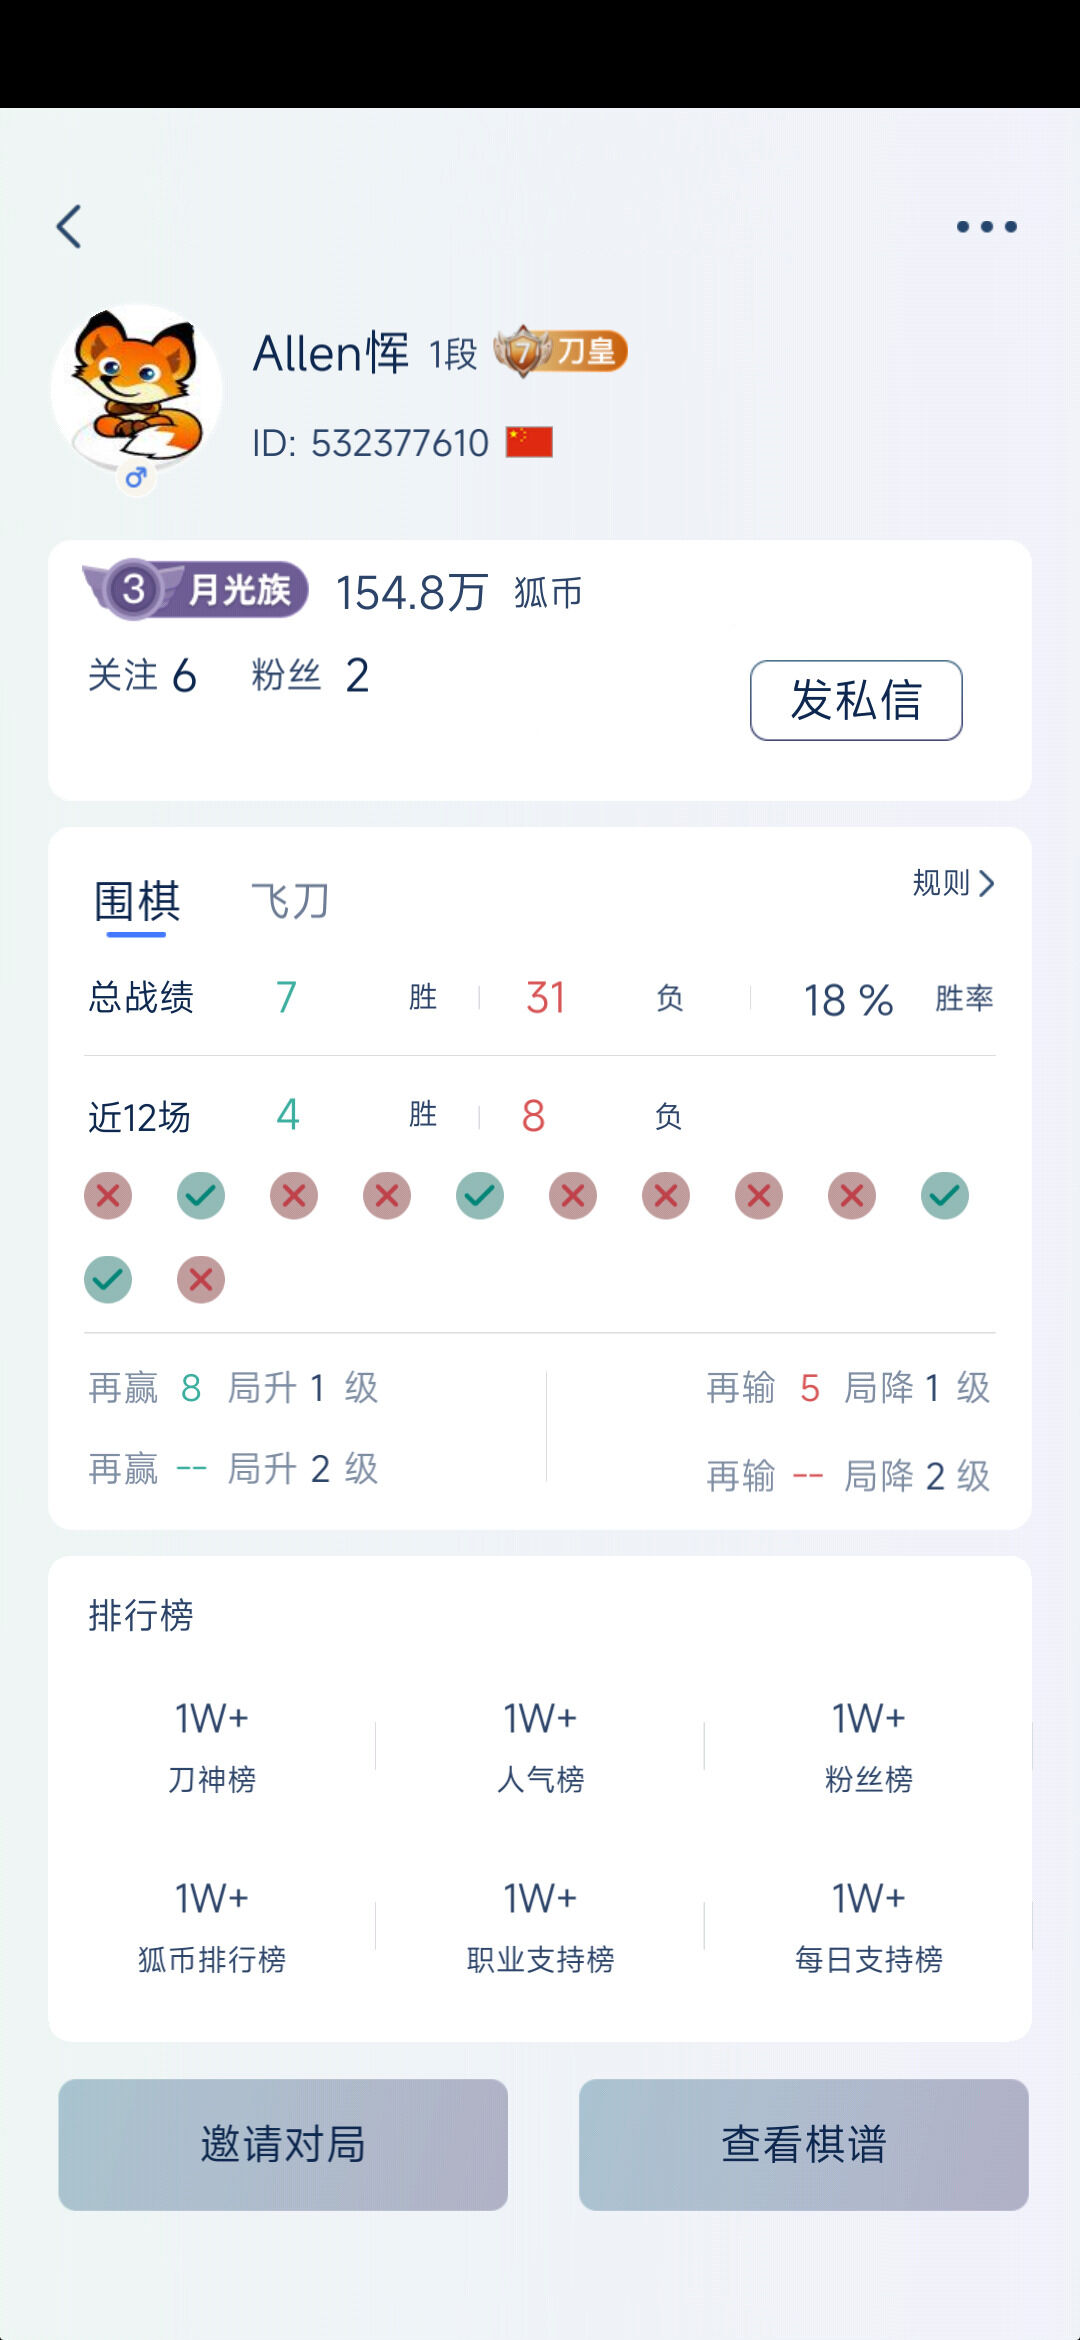 Allen恽 1段 7 刀皇
ID: 532377610
3 月光族 154.8万 狐币
关注 6 粉丝 2
发私信
围棋 飞刀 规则
总战绩 7 胜 31 负 18 % 胜率
近12场 4 胜 8 负
再赢 8 局升 1 级 再输 5 局降 1 级
再赢 -- 局升 2 级 再输 -- 局降 2 级
排行榜
1W+ 1W+ 1W+
刀神榜 人气榜 粉丝榜
1W+ 1W+ 1W+
狐币排行榜 职业支持榜 每日支持榜
邀请对局 查看棋谱